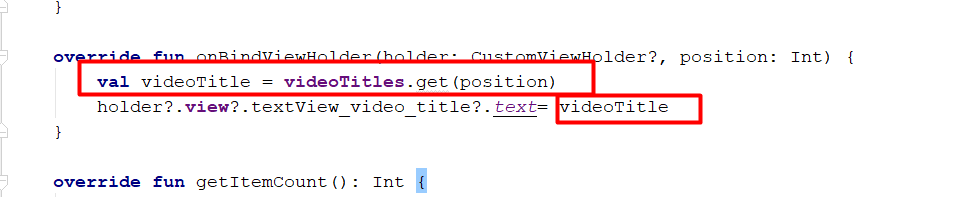 }
override fun onBindViewHolder(holder: CustomViewHolder?, position: Int) {
val videoTitle = videoTitles.get(position)
holder?.view?.textView_video_title?.text= videoTitle
}
override fun getItemCount(): Int {